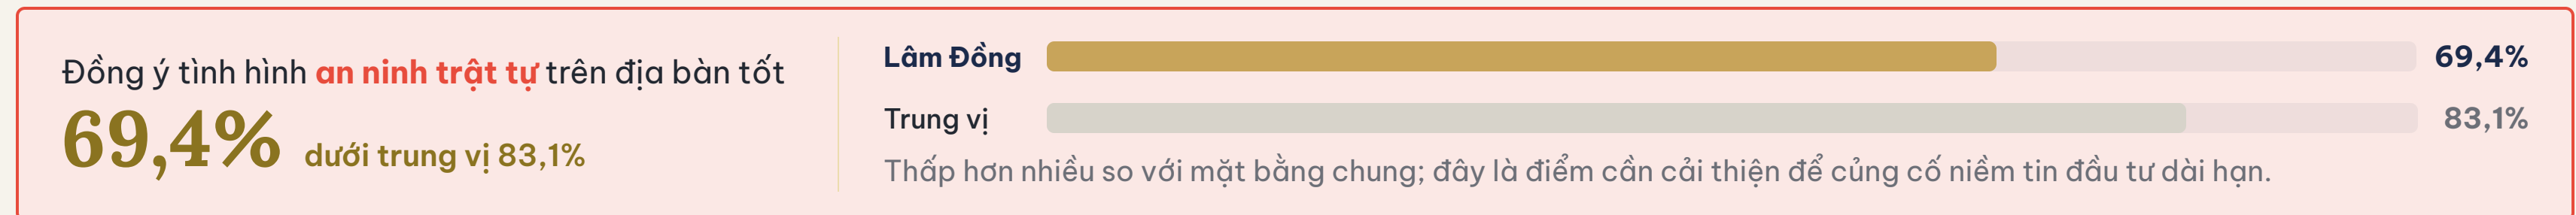 Đồng ý tình hình an ninh trật tự trên địa bàn tốt
69,4% dưới trung vị 83,1%
Lâm Đồng 69,4%
Trung vị 83,1%
Thấp hơn nhiều so với mặt bằng chung; đây là điểm cần cải thiện để củng cố niềm tin đầu tư dài hạn.